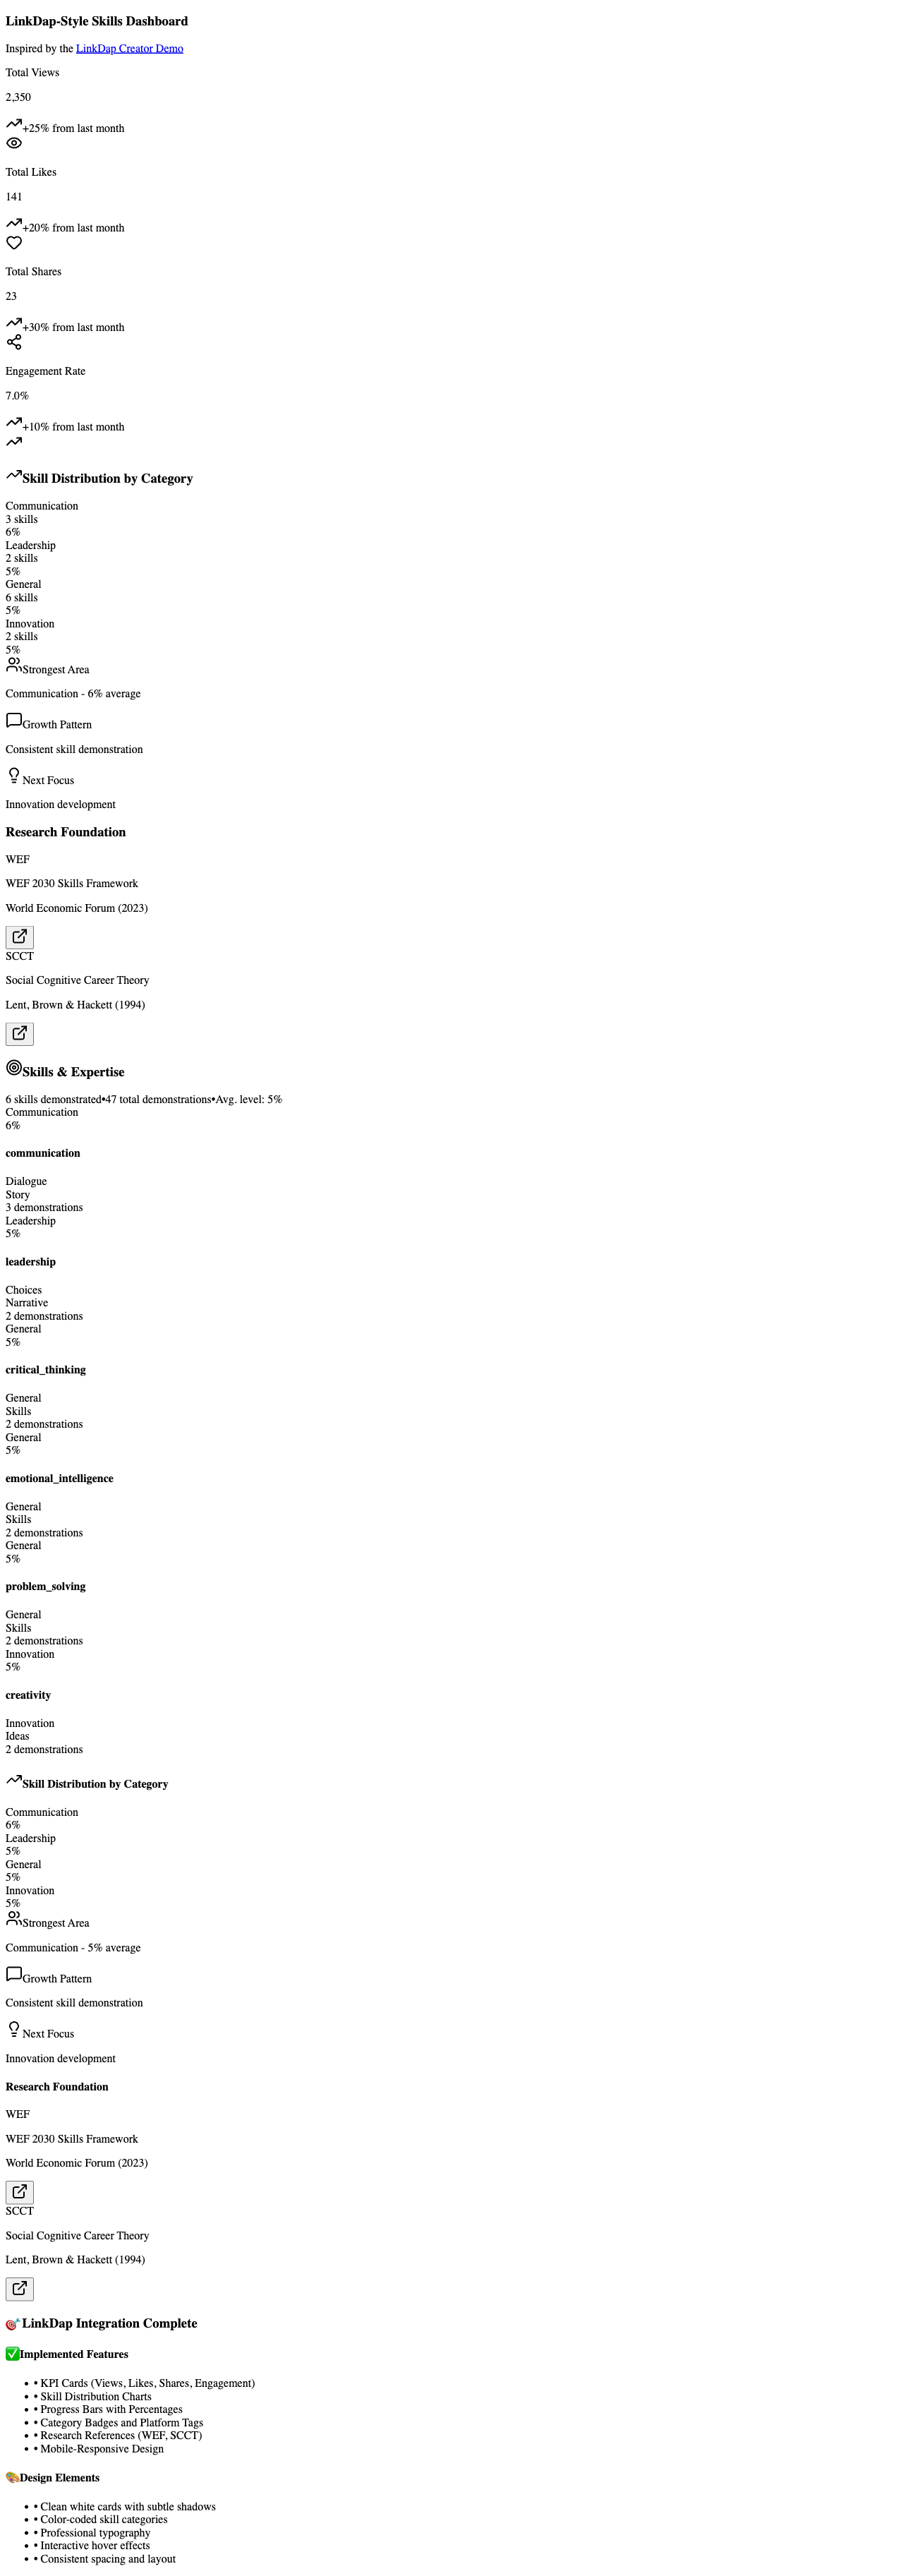 LinkDap-Style Skills Dashboard
Inspired by the LinkDap Creator Demo
Total Views
2,350
+25% from last month
Total Likes
141
+20% from last month
Total Shares
23
+30% from last month
Engagement Rate
7.0%
+10% from last month
Skill Distribution by Category
Communication
3 skills
6%
Leadership
2 skills
5%
General
6 skills
5%
Innovation
2 skills
5%
Strongest Area
Communication - 6% average
Growth Pattern
Consistent skill demonstration
Next Focus
Innovation development
Research Foundation
WEF
WEF 2030 Skills Framework
World Economic Forum (2023)
SCCT
Social Cognitive Career Theory
Lent, Brown & Hackett (1994)
Skills & Expertise
6 skills demonstrated•47 total demonstrations•Avg. level: 5%
Communication
6%
communication
Dialogue
Story
3 demonstrations
Leadership
5%
leadership
Choices
Narrative
2 demonstrations
General
5%
critical_thinking
General
Skills
2 demonstrations
General
5%
emotional_intelligence
General
Skills
2 demonstrations
General
5%
problem_solving
General
Skills
2 demonstrations
Innovation
5%
creativity
Innovation
Ideas
2 demonstrations
Skill Distribution by Category
Communication
6%
Leadership
5%
General
5%
Innovation
5%
Strongest Area
Communication - 5% average
Growth Pattern
Consistent skill demonstration
Next Focus
Innovation development
Research Foundation
WEF
WEF 2030 Skills Framework
World Economic Forum (2023)
SCCT
Social Cognitive Career Theory
Lent, Brown & Hackett (1994)
🎯 LinkDap Integration Complete
✅Implemented Features
• • KPI Cards (Views, Likes, Shares, Engagement)
• • Skill Distribution Charts
• • Progress Bars with Percentages
• • Category Badges and Platform Tags
• • Research References (WEF, SCCT)
• • Mobile-Responsive Design
🎨Design Elements
• • Clean white cards with subtle shadows
• • Color-coded skill categories
• • Professional typography
• • Interactive hover effects
• • Consistent spacing and layout